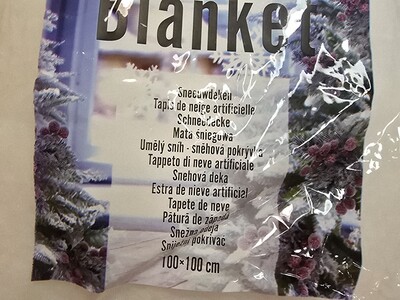 Blanket
Sneeuwdeken
Tapis de neige artificielle
Schneedecke
Mata śniegowa
Umělý sníh - sněhová pokrývka
Tappeto di neve artificiale
Snehová deka
Estra de nieve artificial
Tapete de neve
Pătură de zăpadă
Snežna odeja
Snježni pokrivač
100×100 cm